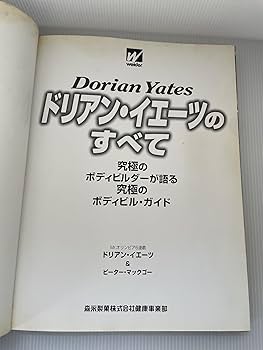 weider
Dorian Yates
ドリアン・イエーツの
すべて
究極の
ボディビルダーが語る
究極の
ボディビル・ガイド
Mr.オリンピア6連覇
ドリアン・イエーツ
&
ピーター・マックゴー
森永製菓株式会社健康事業部